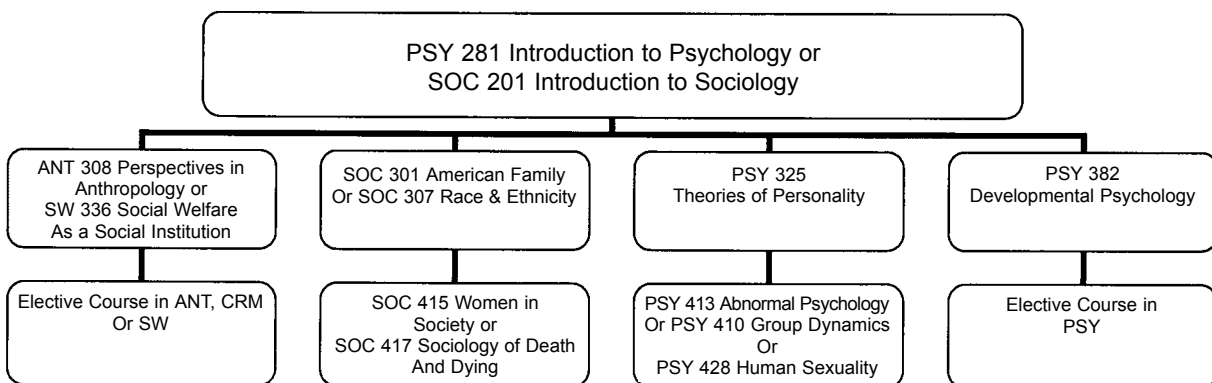 PSY 281 Introduction to Psychology or
SOC 201 Introduction to Sociology
ANT 308 Perspectives in
Anthropology or
SW 336 Social Welfare
As a Social Institution
SOC 301 American Family
Or SOC 307 Race & Ethnicity
PSY 325
Theories of Personality
PSY 382
Developmental Psychology
Elective Course in ANT, CRM
Or SW
SOC 415 Women in
Society or
SOC 417 Sociology of Death
And Dying
PSY 413 Abnormal Psychology
Or PSY 410 Group Dynamics
Or
PSY 428 Human Sexuality
Elective Course in
PSY